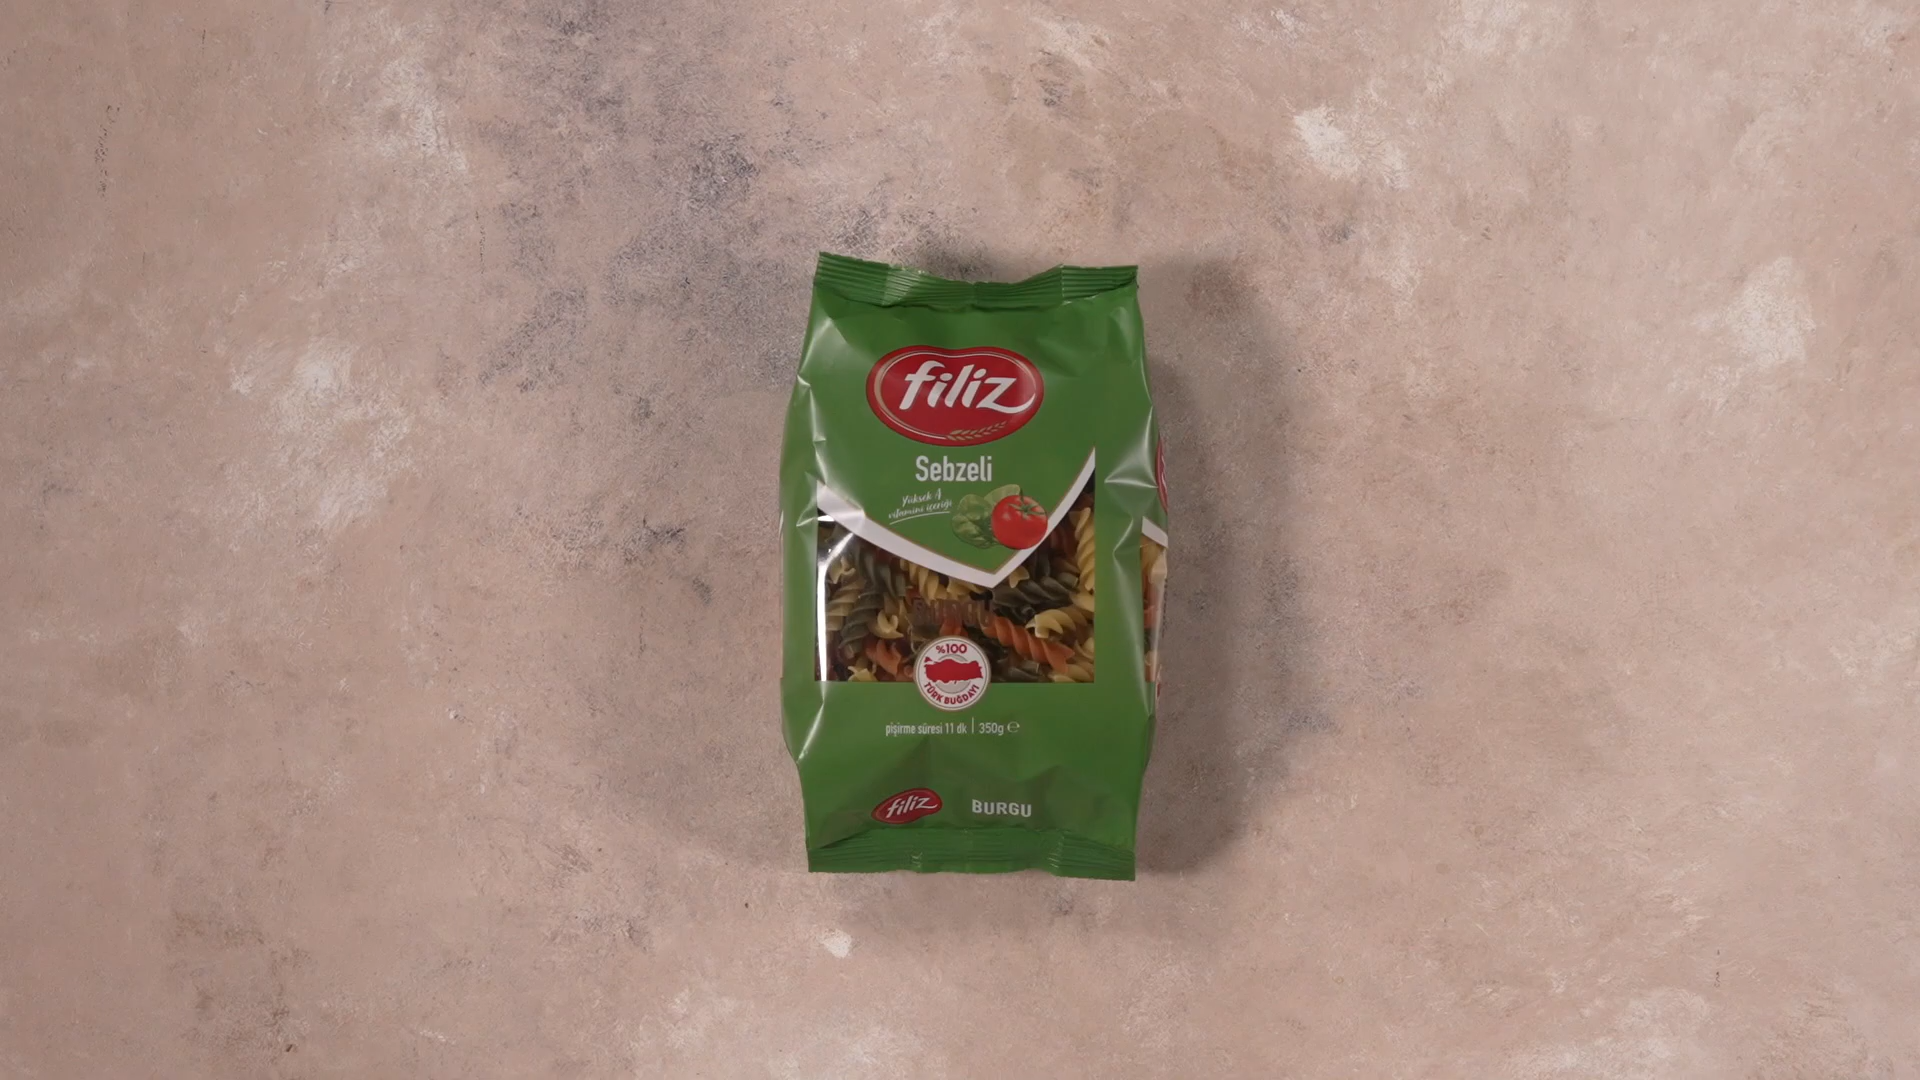 filiz
Sebzeli
Yüksek A
vitamini içeriği
BURGU
%100
TÜRK BUĞDAYI
pişirme süresi 11 dk | 350g ℮
filiz BURGU